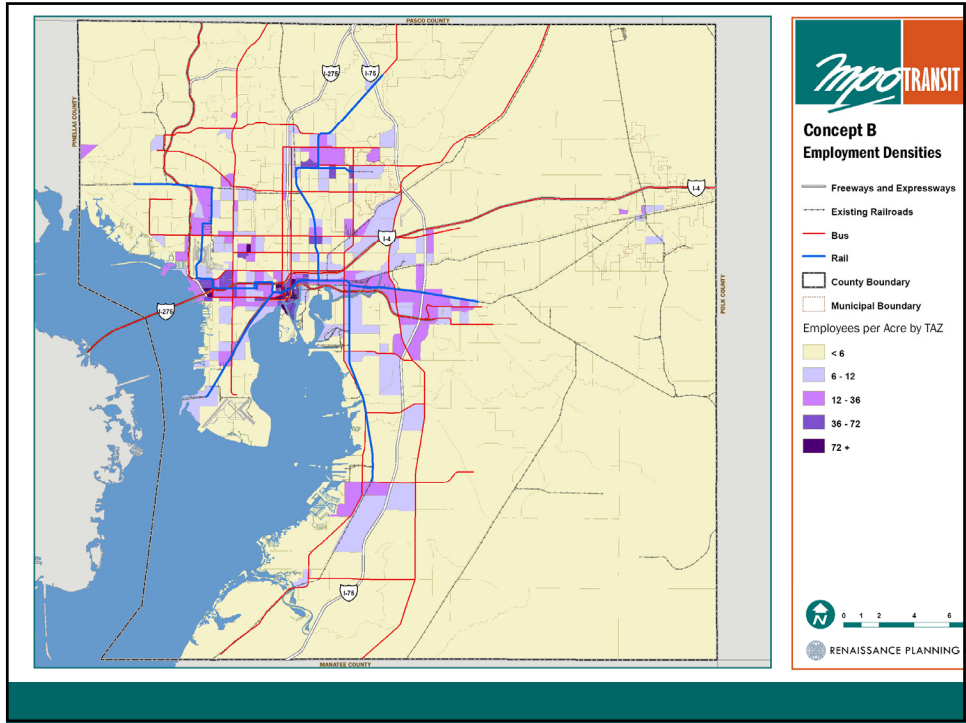 PASCO COUNTY
I-275
I-75
PINELLAS COUNTY
I-4
I-4
I-275
POLK COUNTY
I-75
MANATEE COUNTY
mpo TRANSIT
Concept B
Employment Densities
Freeways and Expressways
Existing Railroads
Bus
Rail
County Boundary
Municipal Boundary
Employees per Acre by TAZ
< 6
6 - 12
12 - 36
36 - 72
72 +
N
0 1 2 4 6
RENAISSANCE PLANNING